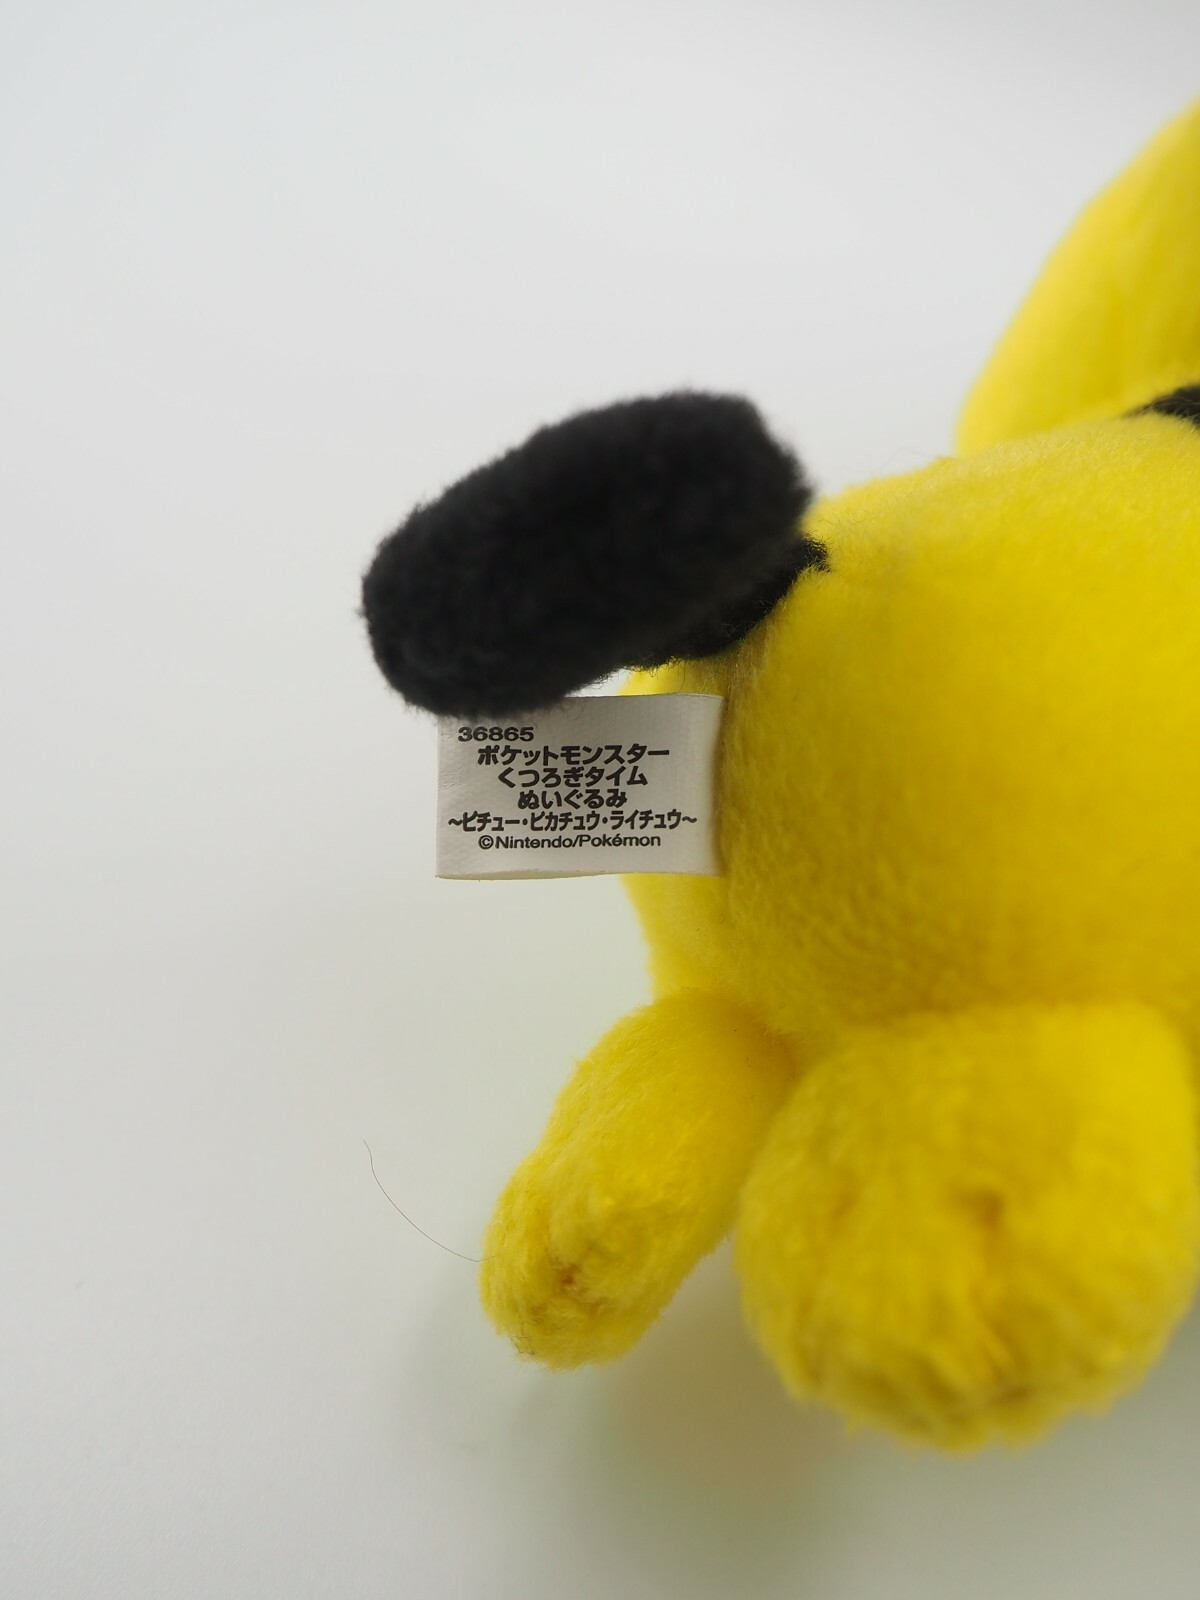 36865
ポケットモンスター
くつろぎタイム
ぬいぐるみ
~ピチュー・ピカチュウ・ライチュウ~
©Nintendo/Pokémon